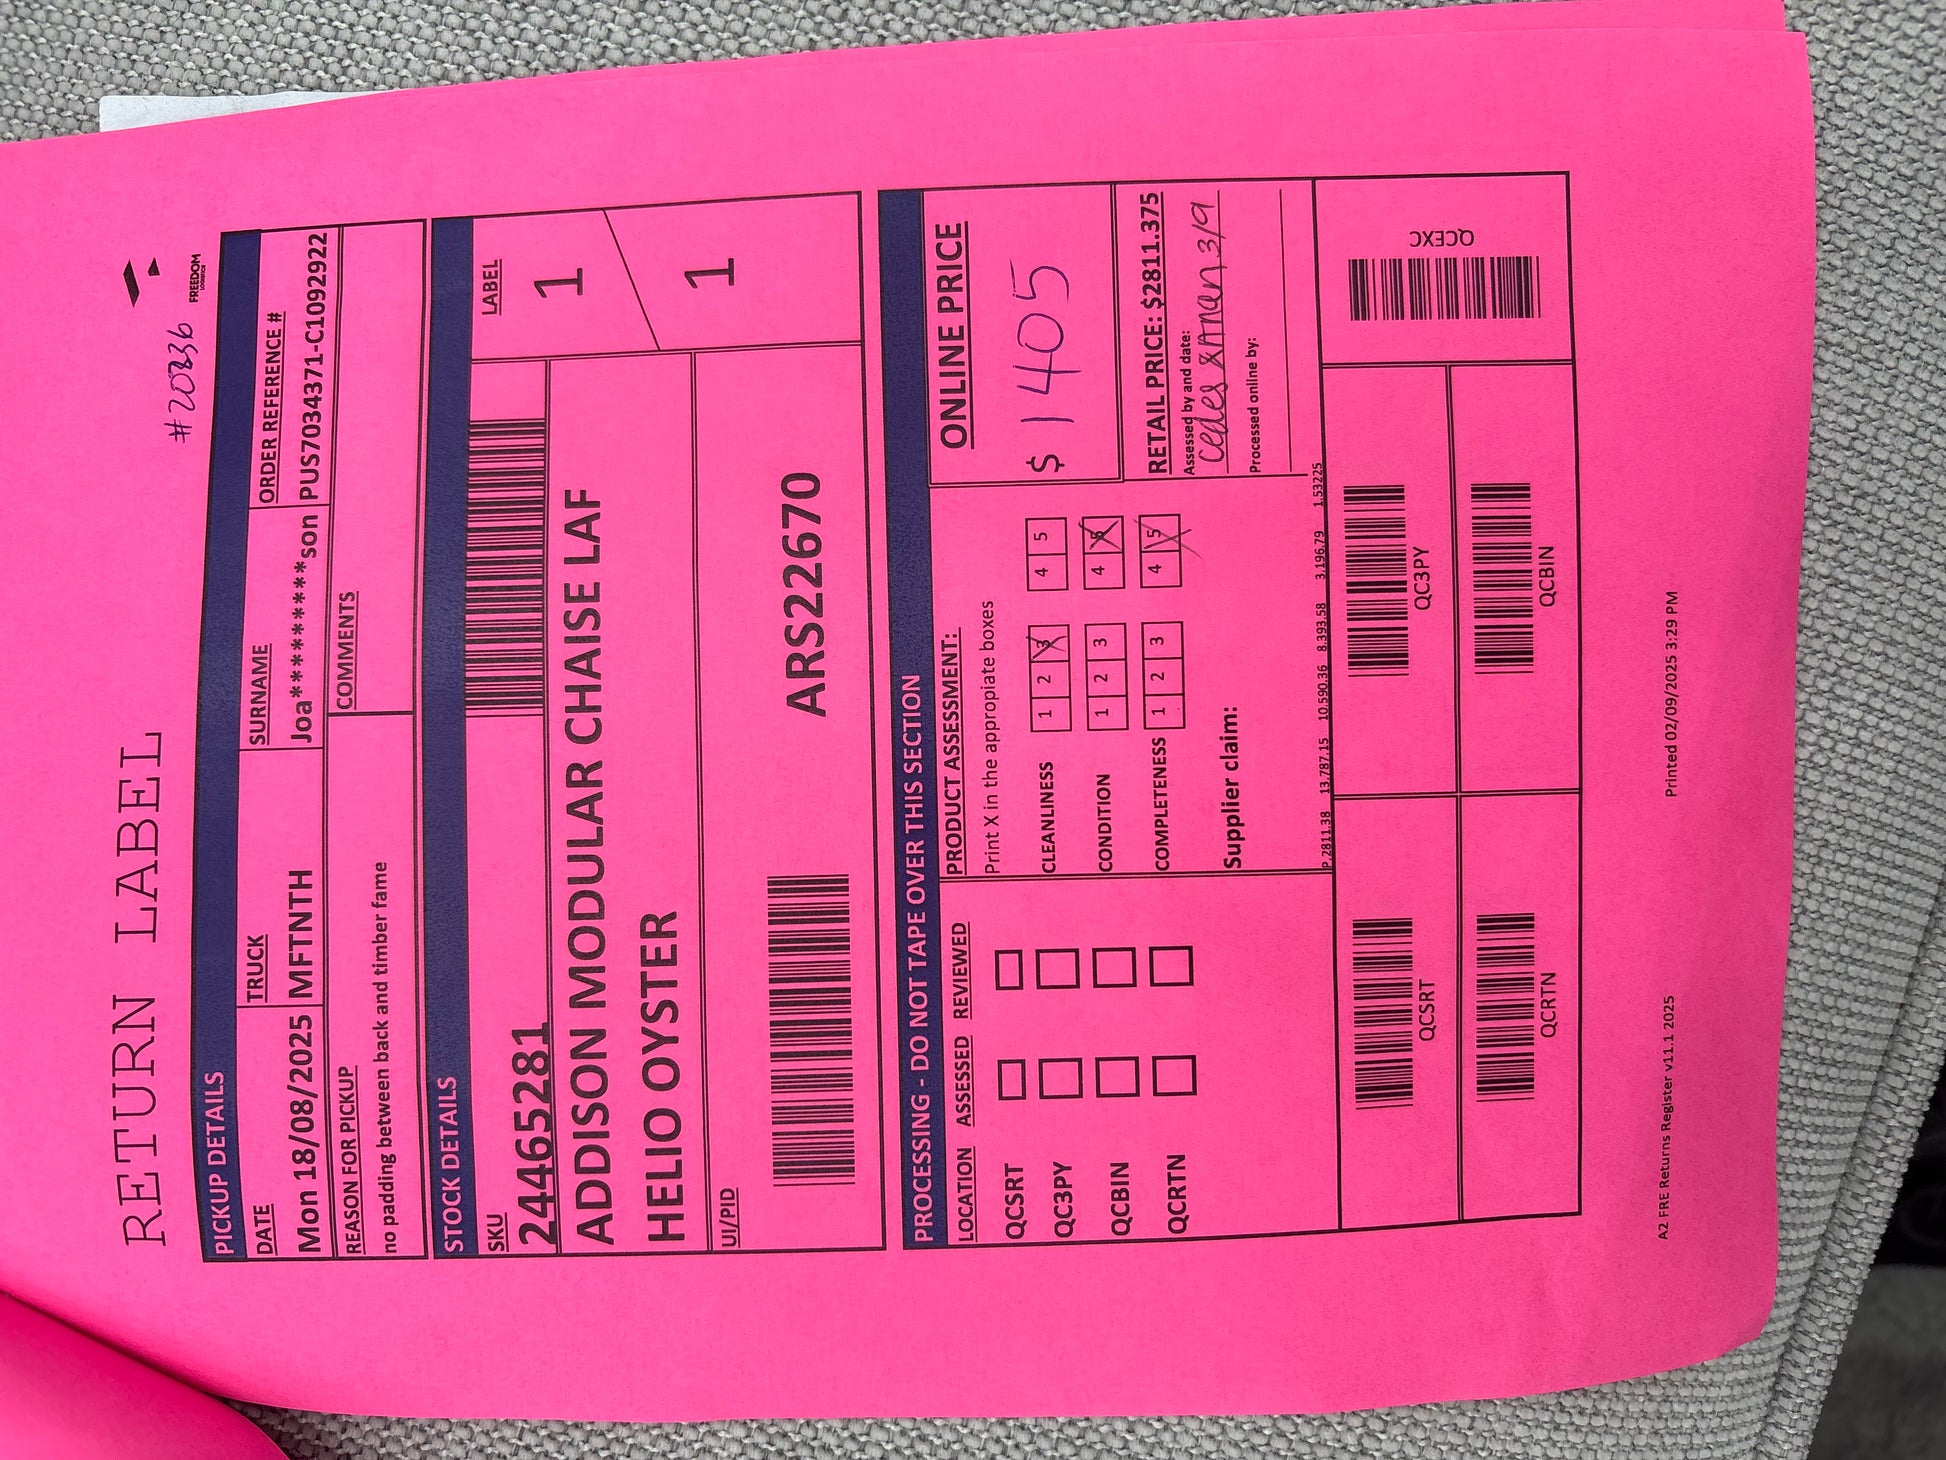 RETURN LABEL
#20336
FREEDOM
LOGISTICS
PICKUP DETAILS
DATE TRUCK SURNAME ORDER REFERENCE #
Mon 18/08/2025 MFTNTH Joa*********son PUS7034371-C1092922
REASON FOR PICKUP COMMENTS
no padding between back and timber fame
STOCK DETAILS
SKU LABEL
24465281
1
ADDISON MODULAR CHAISE LAF
HELIO OYSTER
1
UI/PID
ARS22670
PROCESSING - DO NOT TAPE OVER THIS SECTION
LOCATION ASSESSED REVIEWED
QCSRT
QC3PY
QCBIN
QCRTN
PRODUCT ASSESSMENT:
Print X in the appropiate boxes
CLEANLINESS 1 2 3 4 5
CONDITION 1 2 3 4 5
COMPLETENESS 1 2 3 4 5
Supplier claim:
ONLINE PRICE
$ 1405
RETAIL PRICE: $2811.375
Assessed by and date:
3/9
Processed online by:
P.2811.38 13.787.15 10.590.36 8.393.58 3.196.79 1.53225
QCSRT QC3PY QCEXC
QCRTN QCBIN
A2 FRE Returns Register v11.1 2025 Printed 02/09/2025 3:29 PM